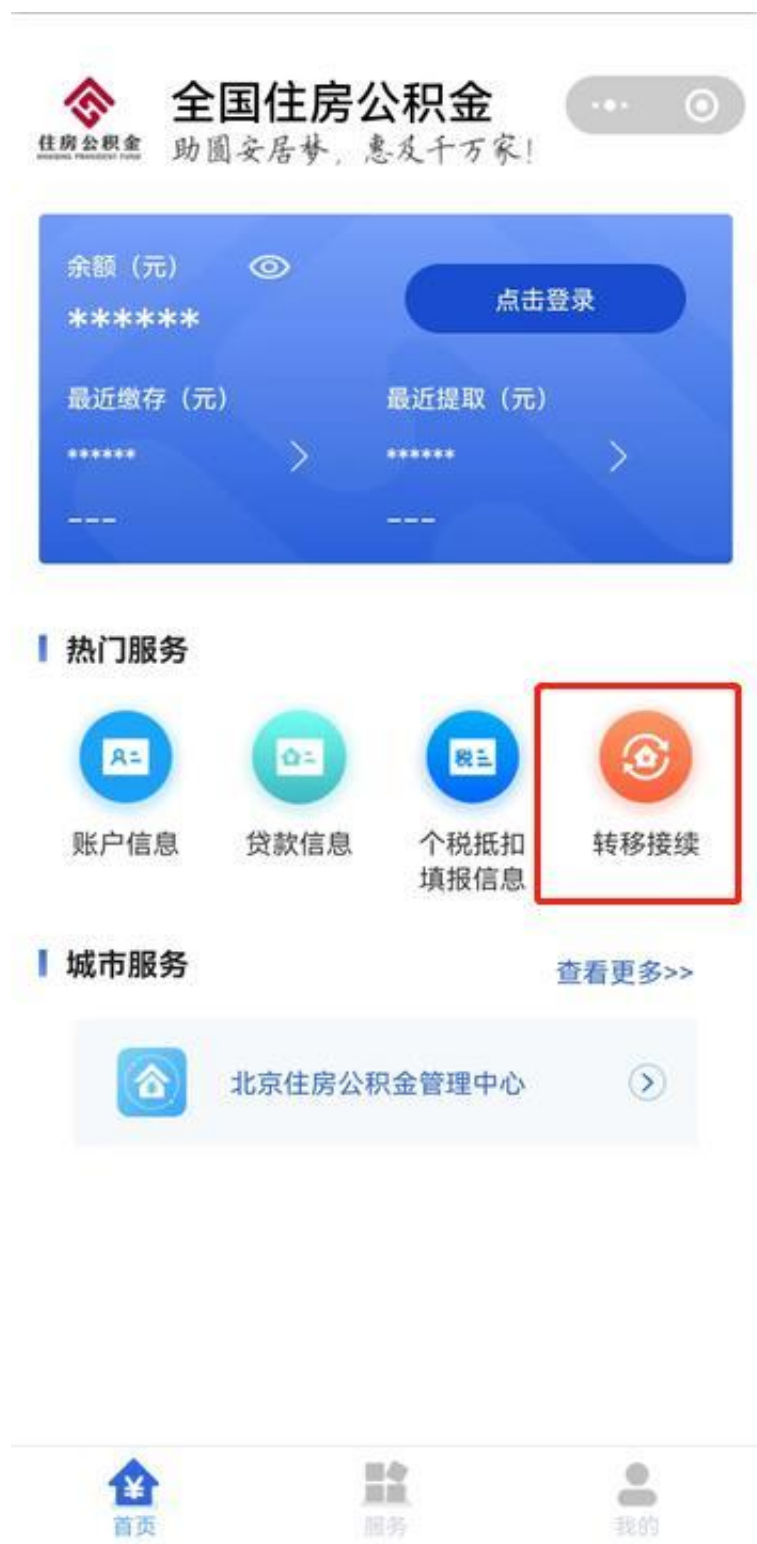 全国住房公积金
住房公积金
助圆安居梦，惠及千万家！
余额（元）
******
点击登录
最近缴存（元） 最近提取（元）
****** ******
--- ---
热门服务
税
账户信息 贷款信息 个税抵扣 转移接续
填报信息
城市服务
查看更多>>
北京住房公积金管理中心
¥
首页 服务 我的